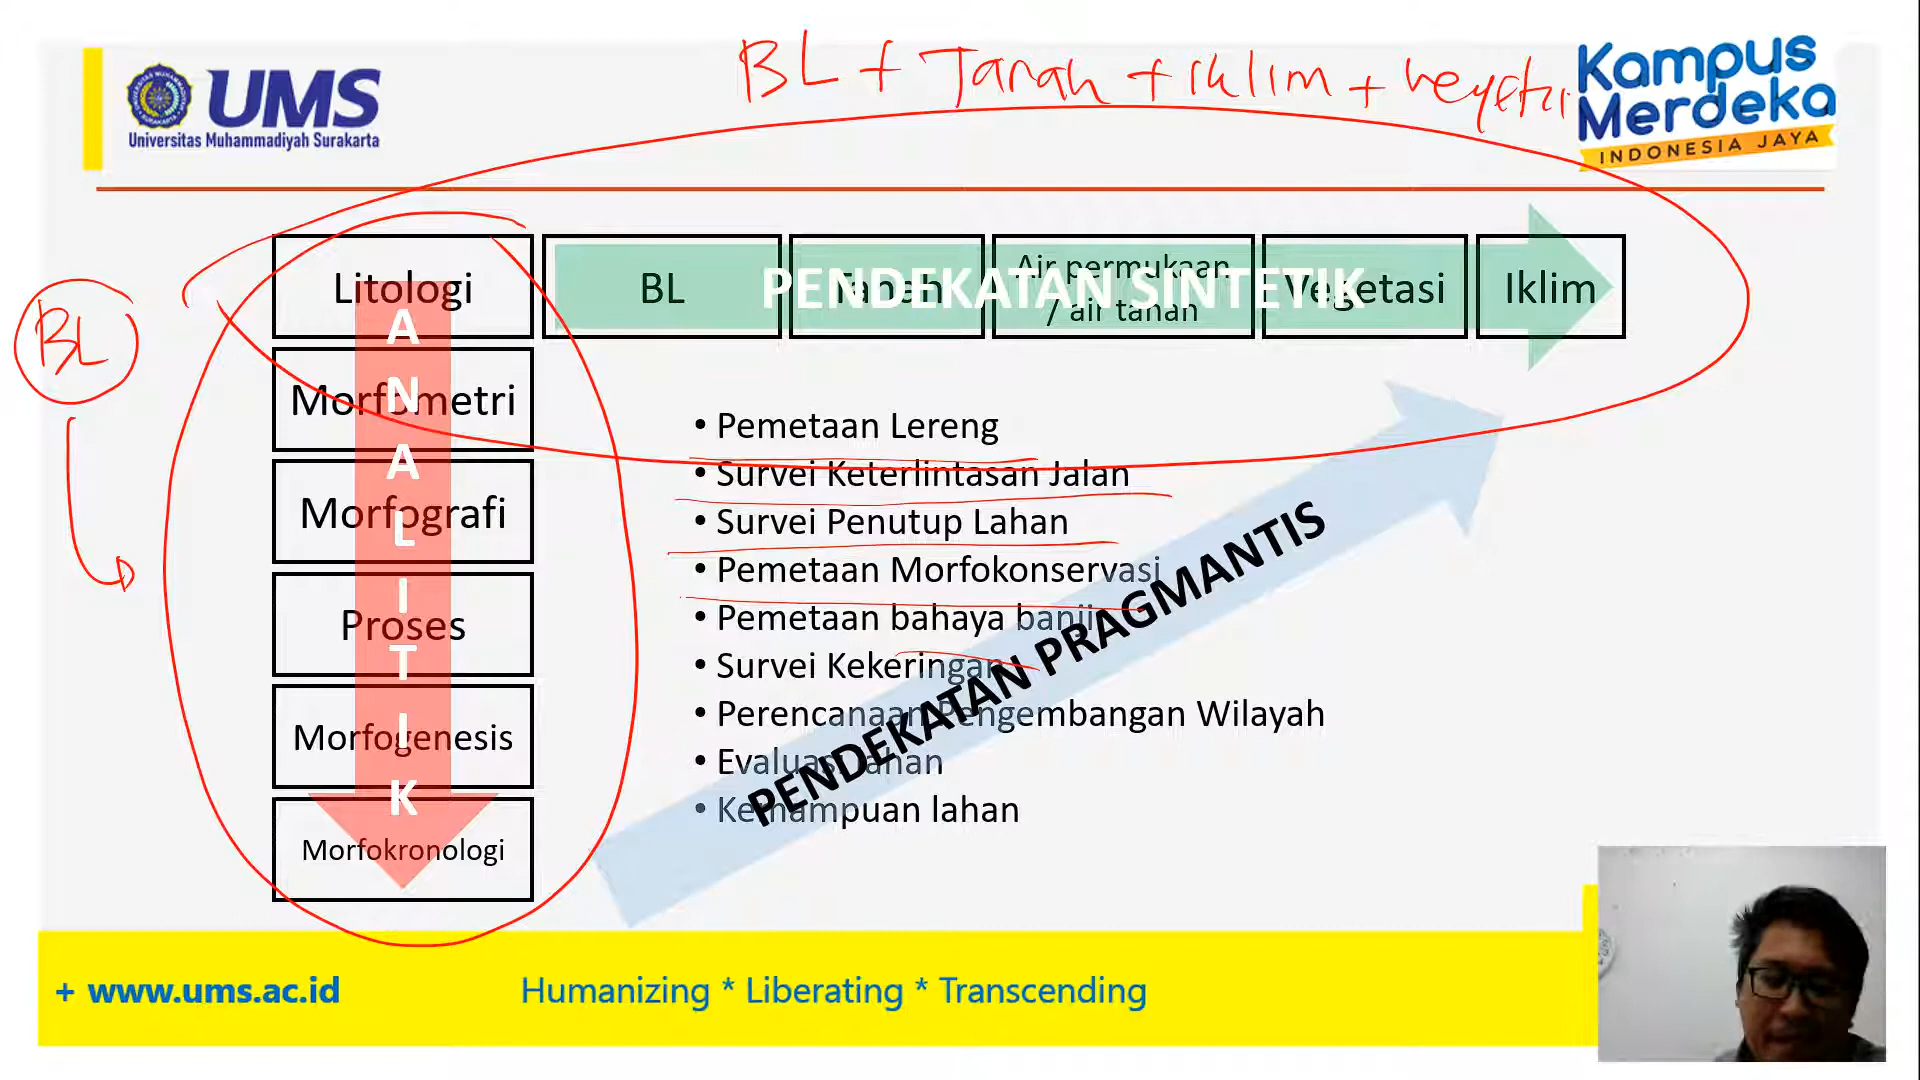 BL + Tanah + iklim + vegetasi
UMS
Universitas Muhammadiyah Surakarta
Kampus
Merdeka
INDONESIA JAYA
BL
Litologi
BL
Tanah
Air permukaan
/ air tanah
Vegetasi
Iklim
PENDEKATAN SINTETIK
Morfometri
Morfografi
Proses
Morfogenesis
Morfokronologi
ANALITIK
• Pemetaan Lereng
• Survei Keterlintasan Jalan
• Survei Penutup Lahan
• Pemetaan Morfokonservasi
• Pemetaan bahaya banjir
• Survei Kekeringan
• Perencanaan Pengembangan Wilayah
• Evaluasi lahan
• Kemampuan lahan
PENDEKATAN PRAGMANTIS
+ www.ums.ac.id
Humanizing * Liberating * Transcending